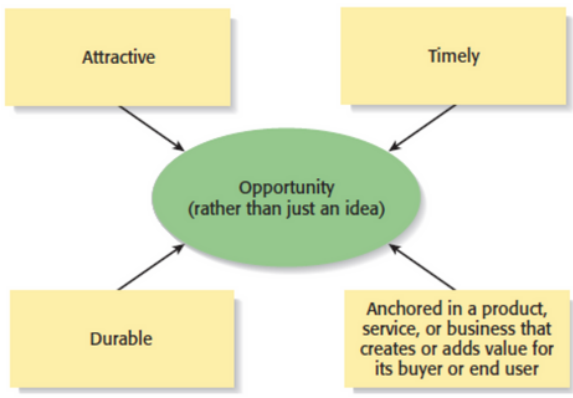 Attractive
Timely
Opportunity
(rather than just an idea)
Durable
Anchored in a product,
service, or business that
creates or adds value for
its buyer or end user